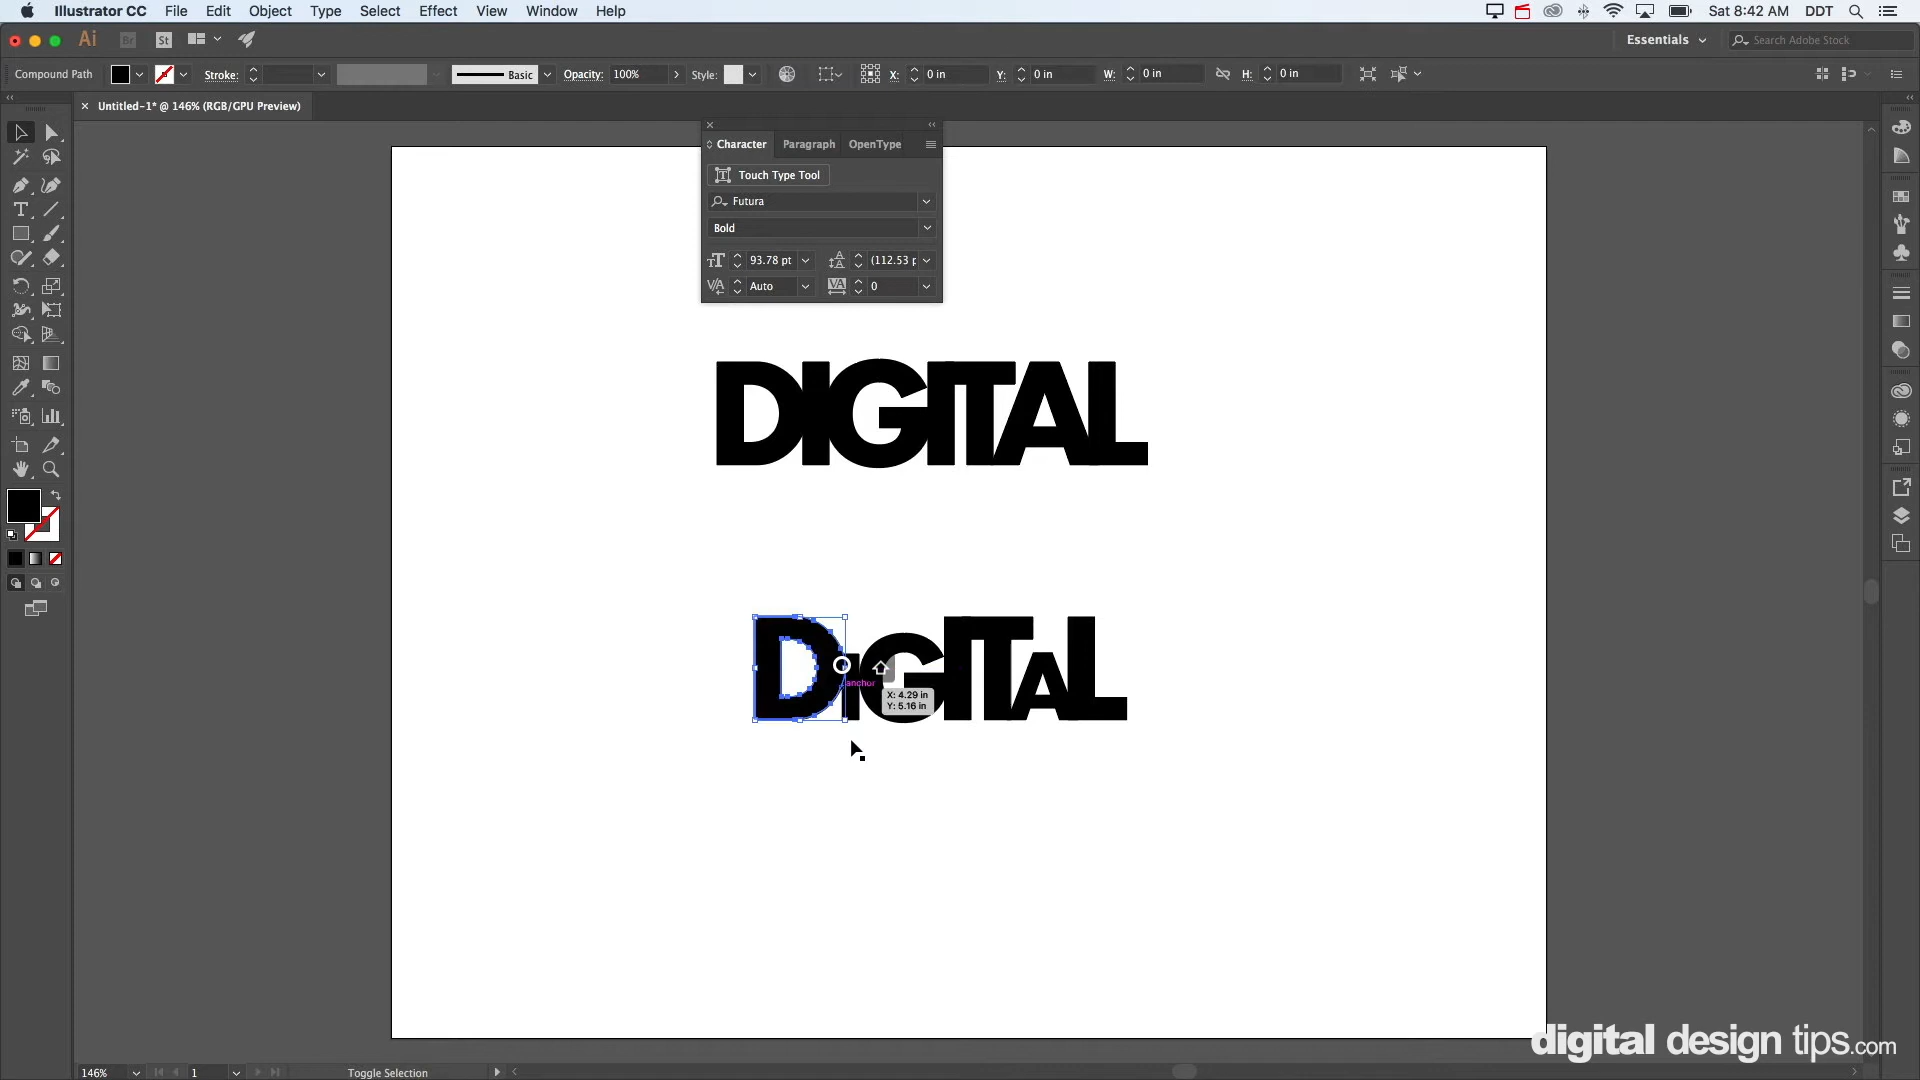 Illustrator CC File Edit Object Type Select Effect View Window Help Sat 8:42 AM DDT
Ai Br St Essentials Search Adobe Stock
Compound Path Stroke: Basic Opacity: 100% Style: X: 0 in Y: 0 in W: 0 in H: 0 in
Untitled-1* @ 146% (RGB/GPU Preview)
Character Paragraph OpenType
Touch Type Tool
Futura
Bold
93.78 pt (112.53 p
Auto 0
DIGITAL
DIGITAL
anchor
X: 4.29 in
Y: 5.16 in
digital design tips.com
146% 1 Toggle Selection